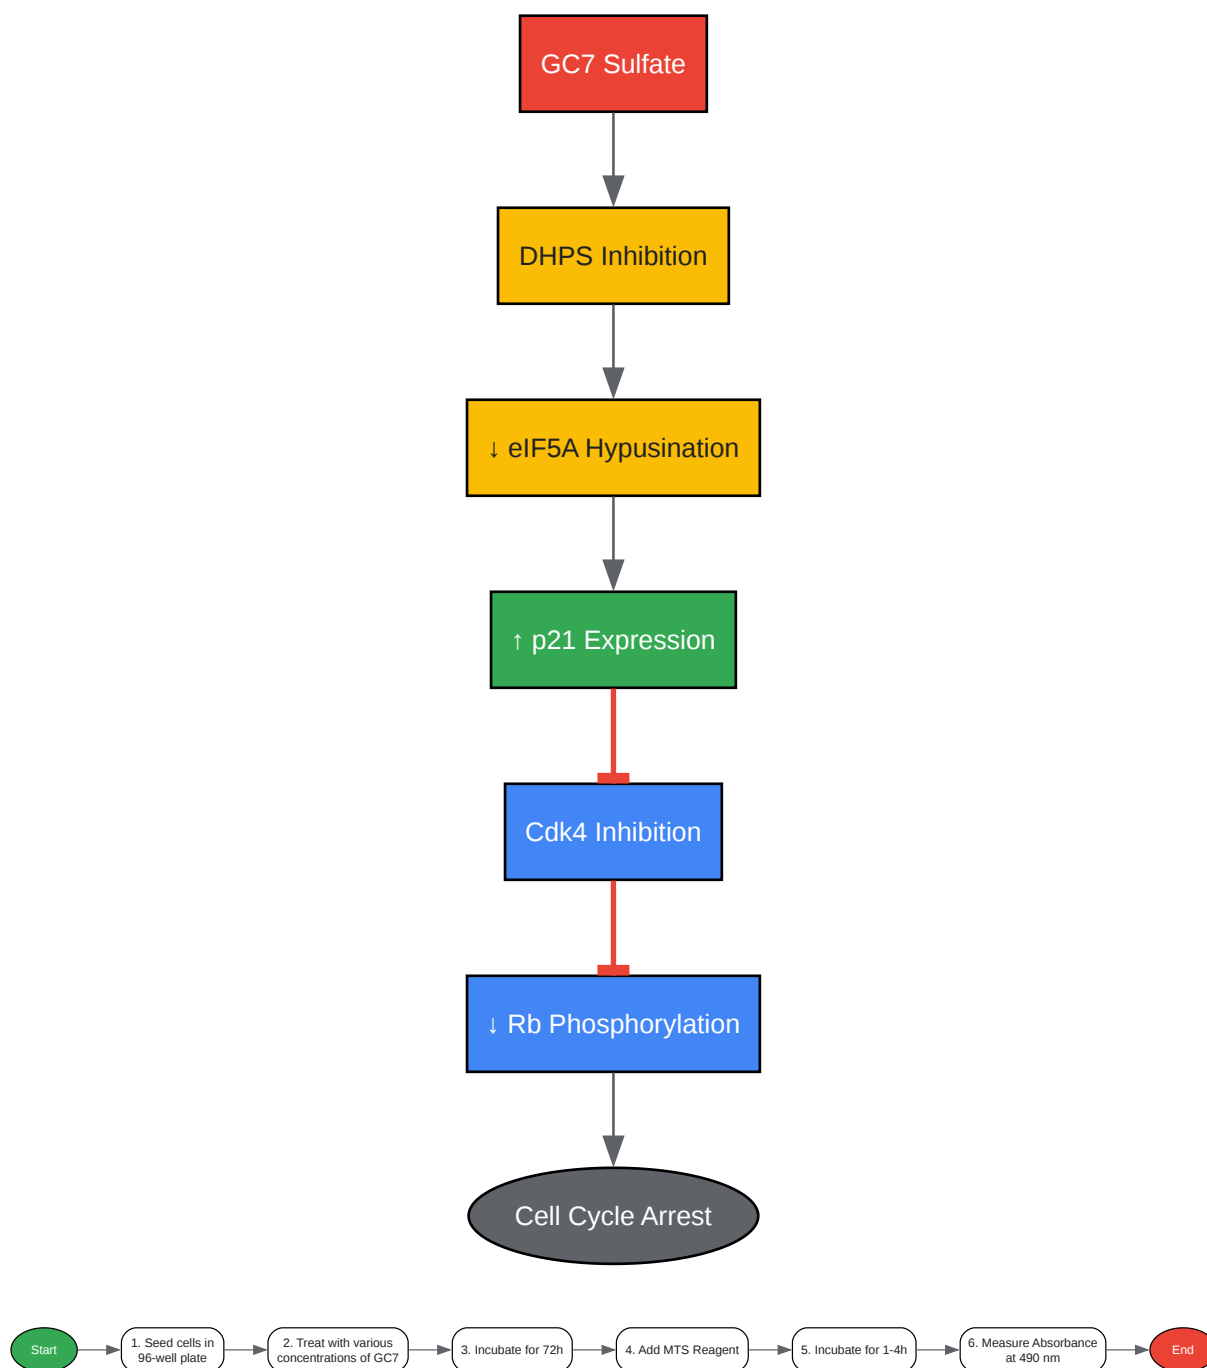 GC7 Sulfate
DHPS Inhibition
↓ eIF5A Hypusination
↑ p21 Expression
Cdk4 Inhibition
↓ Rb Phosphorylation
Cell Cycle Arrest
Start
1. Seed cells in
96-well plate
2. Treat with various
concentrations of GC7
3. Incubate for 72h
4. Add MTS Reagent
5. Incubate for 1-4h
6. Measure Absorbance
at 490 nm
End